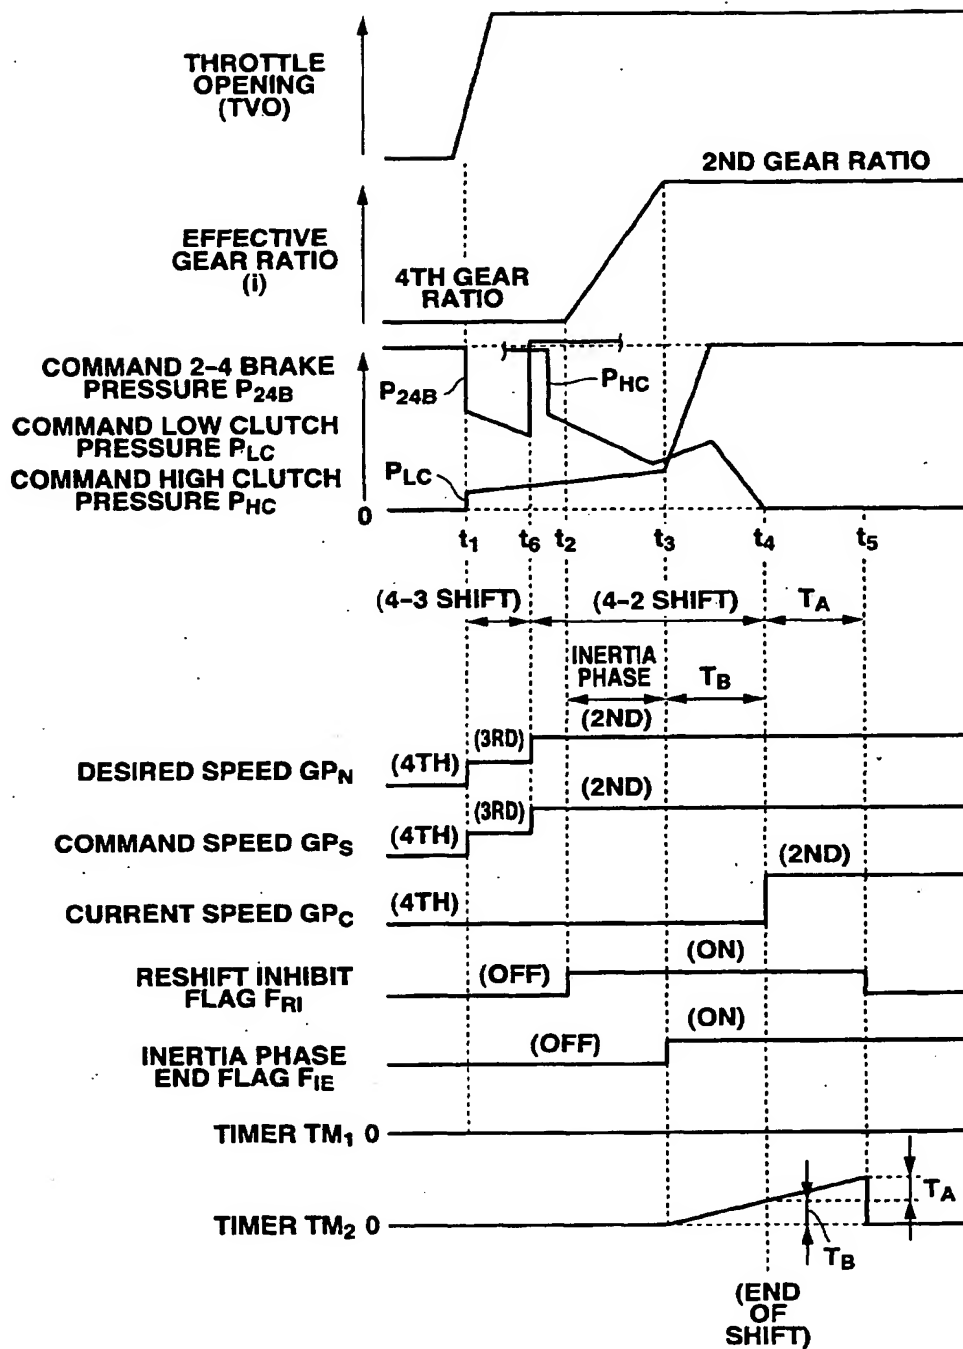 THROTTLE
OPENING
(TVO)
2ND GEAR RATIO
EFFECTIVE
GEAR RATIO
(i)
4TH GEAR
RATIO
COMMAND 2-4 BRAKE
PRESSURE P24B
P24B
PHC
COMMAND LOW CLUTCH
PRESSURE PLC
PLC
COMMAND HIGH CLUTCH
PRESSURE PHC
0
t1 t6 t2 t3 t4 t5
(4-3 SHIFT) (4-2 SHIFT) TA
INERTIA
PHASE
TB
DESIRED SPEED GPN
(4TH) (3RD) (2ND)
COMMAND SPEED GPS
(4TH) (3RD) (2ND)
CURRENT SPEED GPC
(4TH) (2ND)
RESHIFT INHIBIT
FLAG FRI
(OFF) (ON)
INERTIA PHASE
END FLAG FIE
(OFF) (ON)
TIMER TM1 0
TIMER TM2 0
TA
TB
(END
OF
SHIFT)